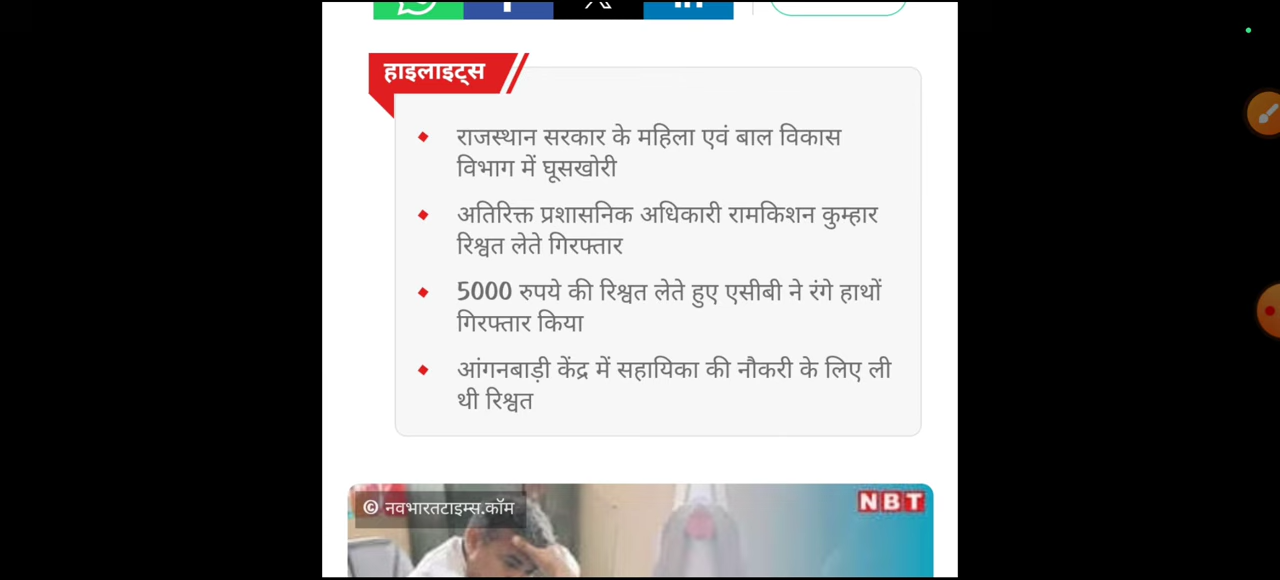 हाइलाइट्स
राजस्थान सरकार के महिला एवं बाल विकास
विभाग में घूसखोरी
अतिरिक्त प्रशासनिक अधिकारी रामकिशन कुम्हार
रिश्वत लेते गिरफ्तार
5000 रुपये की रिश्वत लेते हुए एसीबी ने रंगे हाथों
गिरफ्तार किया
आंगनबाड़ी केंद्र में सहायिका की नौकरी के लिए ली
थी रिश्वत
© नवभारतटाइम्स.कॉम
NBT